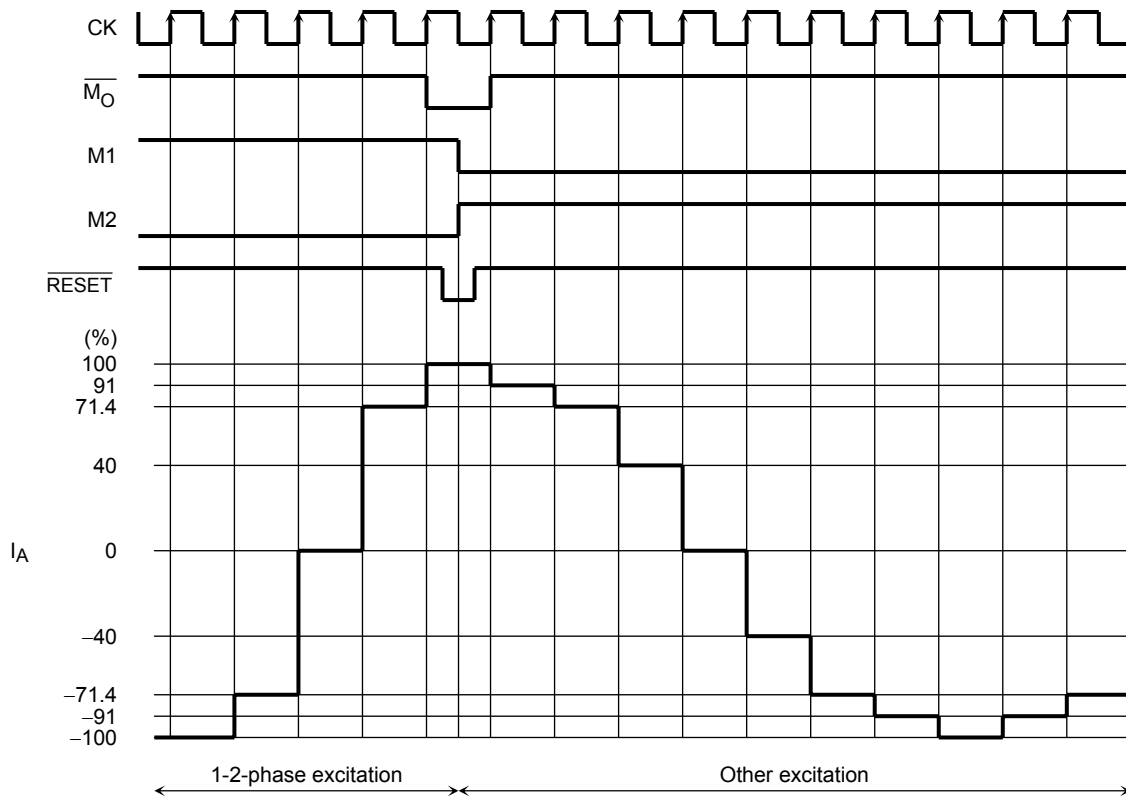 CK
M̅O̅
M1
M2
R̅E̅S̅E̅T̅
(%)
100
91
71.4
40
IA
0
−40
−71.4
−91
−100
1-2-phase excitation
Other excitation